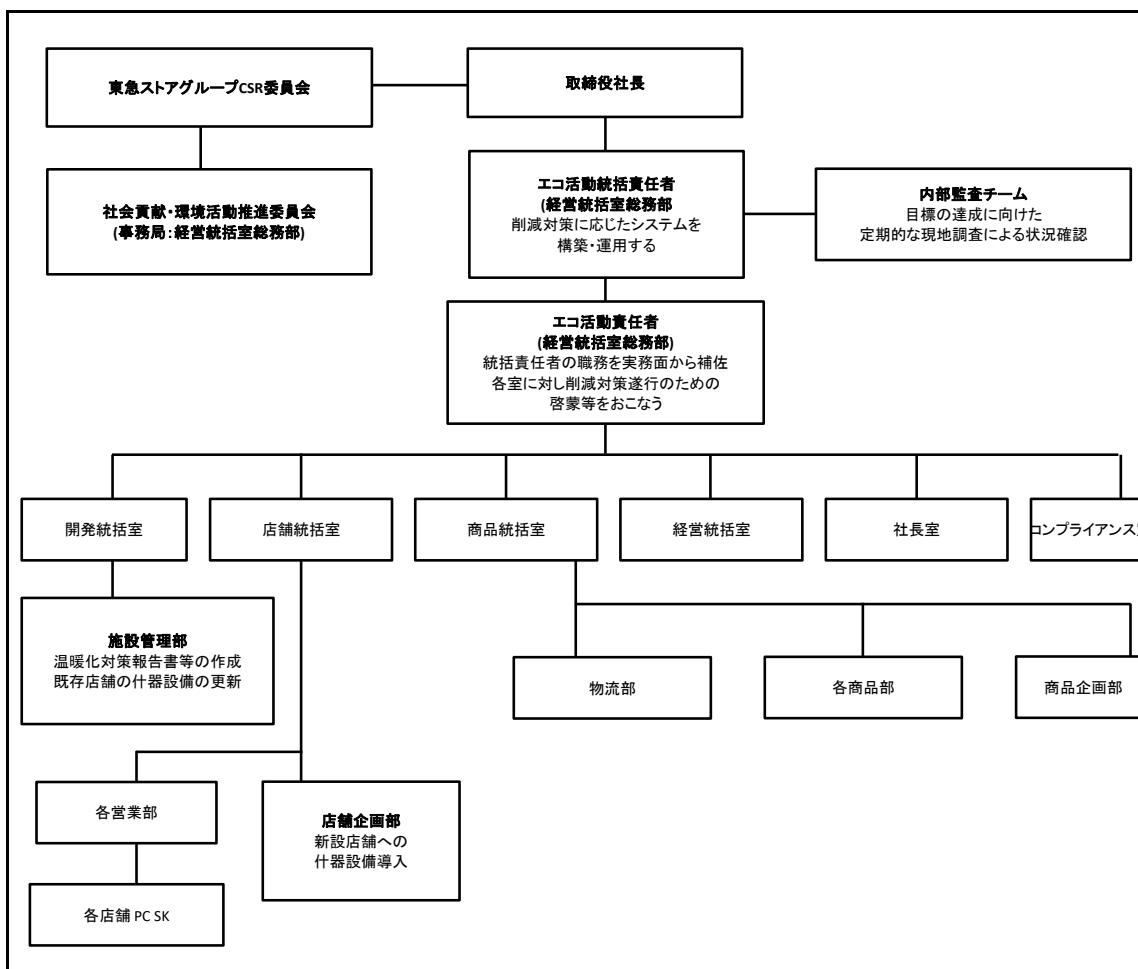 東急ストアグループCSR委員会
取締役社長
社会貢献・環境活動推進委員会
(事務局：経営統括室総務部)
エコ活動統括責任者
(経営統括室総務部
削減対策に応じたシステムを
構築・運用する
内部監査チーム
目標の達成に向けた
定期的な現地調査による状況確認
エコ活動責任者
(経営統括室総務部)
統括責任者の職務を実務面から補佐
各室に対し削減対策遂行のための
啓蒙等をおこなう
開発統括室
店舗統括室
商品統括室
経営統括室
社長室
コンプライアンス
施設管理部
温暖化対策報告書等の作成
既存店舗の什器設備の更新
物流部
各商品部
商品企画部
各営業部
店舗企画部
新設店舗への
什器設備導入
各店舗 PC SK